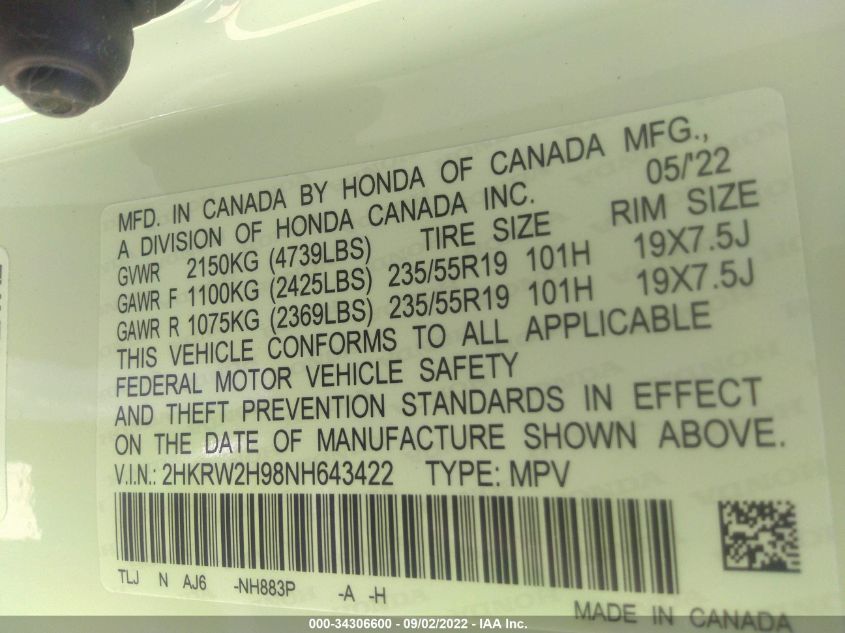 MFD. IN CANADA BY HONDA OF CANADA MFG.,
A DIVISION OF HONDA CANADA INC. 05/'22
GVWR 2150KG (4739LBS) TIRE SIZE RIM SIZE
GAWR F 1100KG (2425LBS) 235/55R19 101H 19X7.5J
GAWR R 1075KG (2369LBS) 235/55R19 101H 19X7.5J
THIS VEHICLE CONFORMS TO ALL APPLICABLE
FEDERAL MOTOR VEHICLE SAFETY
AND THEFT PREVENTION STANDARDS IN EFFECT
ON THE DATE OF MANUFACTURE SHOWN ABOVE.
V.I.N.: 2HKRW2H98NH643422 TYPE: MPV
TLJ N AJ6 -NH883P -A -H
MADE IN CANADA
000-34306600 - 09/02/2022 - IAA Inc.